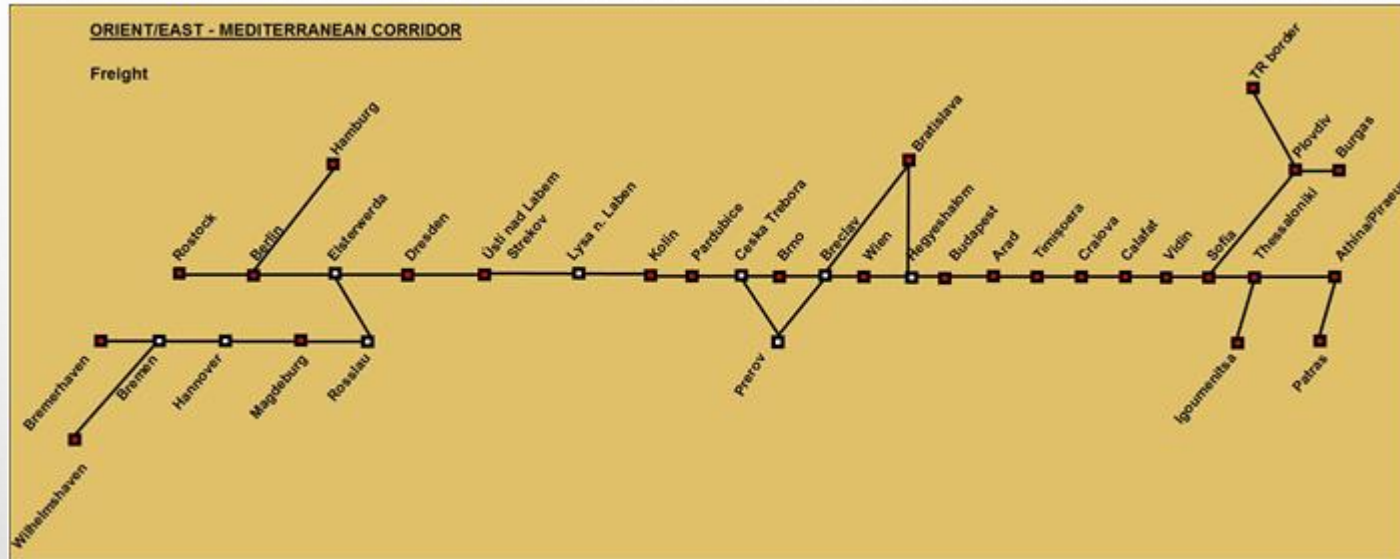 ORIENT/EAST - MEDITERRANEAN CORRIDOR
Freight
TR border
Hamburg
Bratislava
Plovdiv
Burgas
Rostock
Berlin
Elsterwerda
Dresden
Ústi nad Labem
Strekov
Lysa n. Laben
Kolin
Pardubice
Ceska Trebora
Brno
Breclav
Wien
Hegyeshalom
Budapest
Arad
Timișoara
Craiova
Calafat
Vidin
Sofia
Thessaloniki
Athina/Piraeus
Bremerhaven
Bremen
Hannover
Magdeburg
Rosslau
Prerov
Igoumenitsa
Patras
Wilhelmshaven